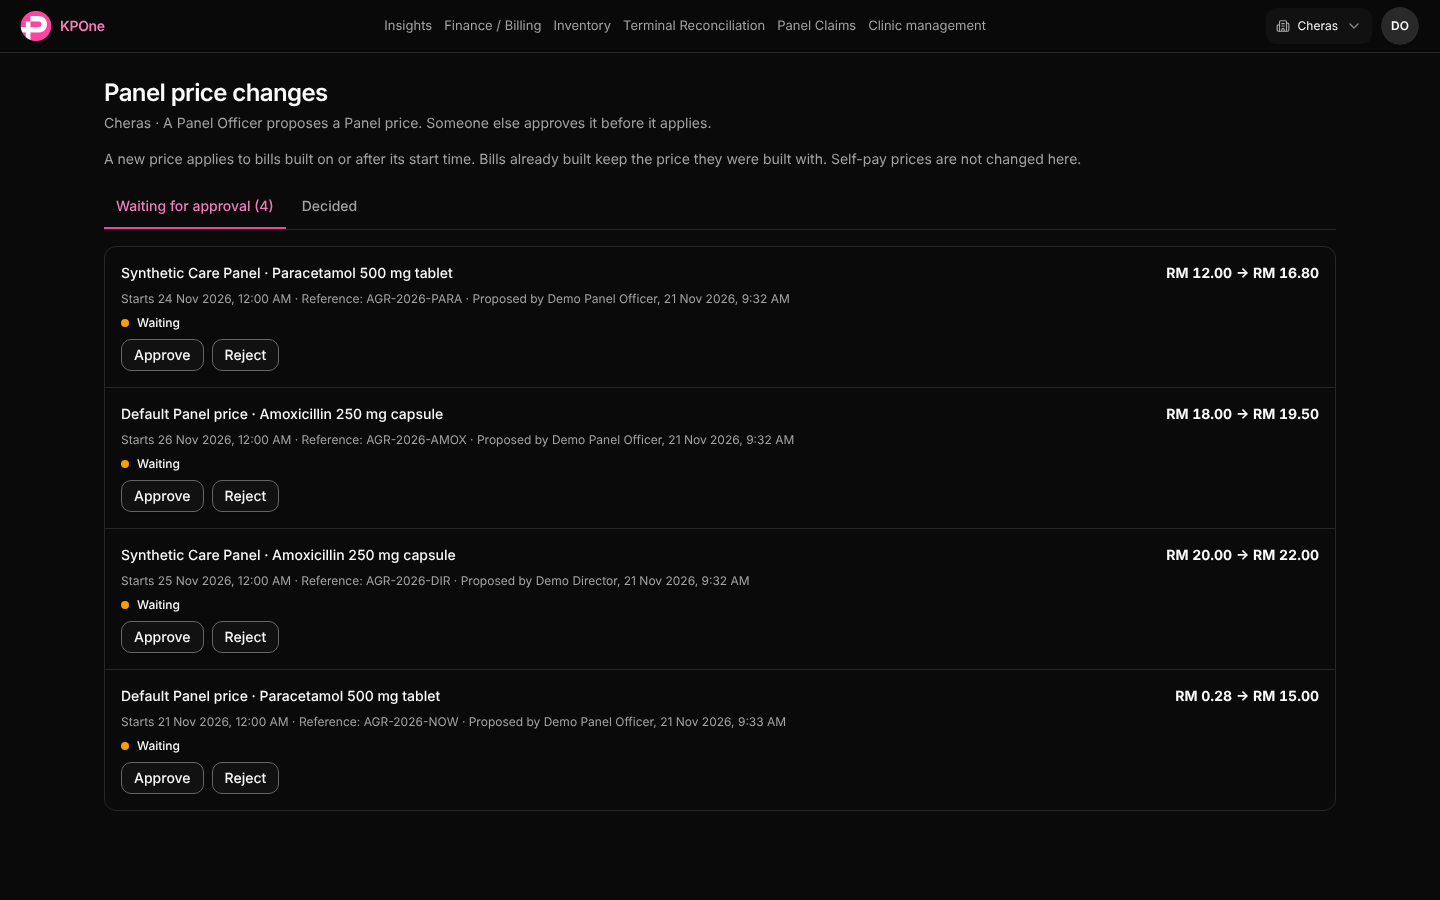 KPOne
Insights Finance / Billing Inventory Terminal Reconciliation Panel Claims Clinic management
Cheras
DO
Panel price changes
Cheras · A Panel Officer proposes a Panel price. Someone else approves it before it applies.
A new price applies to bills built on or after its start time. Bills already built keep the price they were built with. Self-pay prices are not changed here.
Waiting for approval (4) Decided
Synthetic Care Panel · Paracetamol 500 mg tablet RM 12.00 → RM 16.80
Starts 24 Nov 2026, 12:00 AM · Reference: AGR-2026-PARA · Proposed by Demo Panel Officer, 21 Nov 2026, 9:32 AM
Waiting
Approve Reject
Default Panel price · Amoxicillin 250 mg capsule RM 18.00 → RM 19.50
Starts 26 Nov 2026, 12:00 AM · Reference: AGR-2026-AMOX · Proposed by Demo Panel Officer, 21 Nov 2026, 9:32 AM
Waiting
Approve Reject
Synthetic Care Panel · Amoxicillin 250 mg capsule RM 20.00 → RM 22.00
Starts 25 Nov 2026, 12:00 AM · Reference: AGR-2026-DIR · Proposed by Demo Director, 21 Nov 2026, 9:32 AM
Waiting
Approve Reject
Default Panel price · Paracetamol 500 mg tablet RM 0.28 → RM 15.00
Starts 21 Nov 2026, 12:00 AM · Reference: AGR-2026-NOW · Proposed by Demo Panel Officer, 21 Nov 2026, 9:33 AM
Waiting
Approve Reject